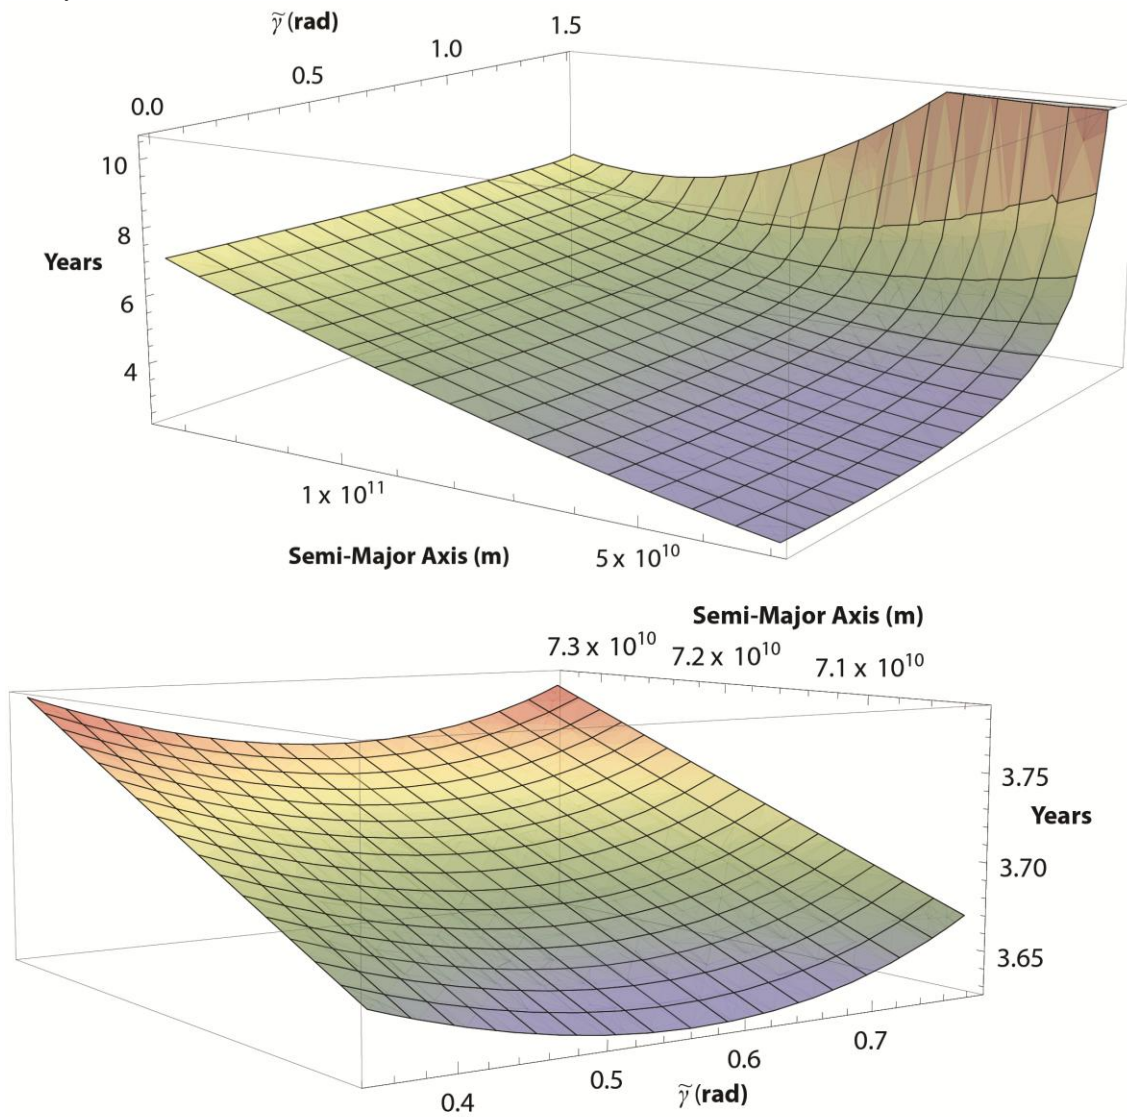 γ̃ (rad)
0.0
0.5
1.0
1.5
10
8
6
4
Years
1 x 10¹¹
5 x 10¹⁰
Semi-Major Axis (m)
Semi-Major Axis (m)
7.3 x 10¹⁰
7.2 x 10¹⁰
7.1 x 10¹⁰
3.75
Years
3.70
3.65
0.4
0.5
0.6
0.7
γ̃ (rad)